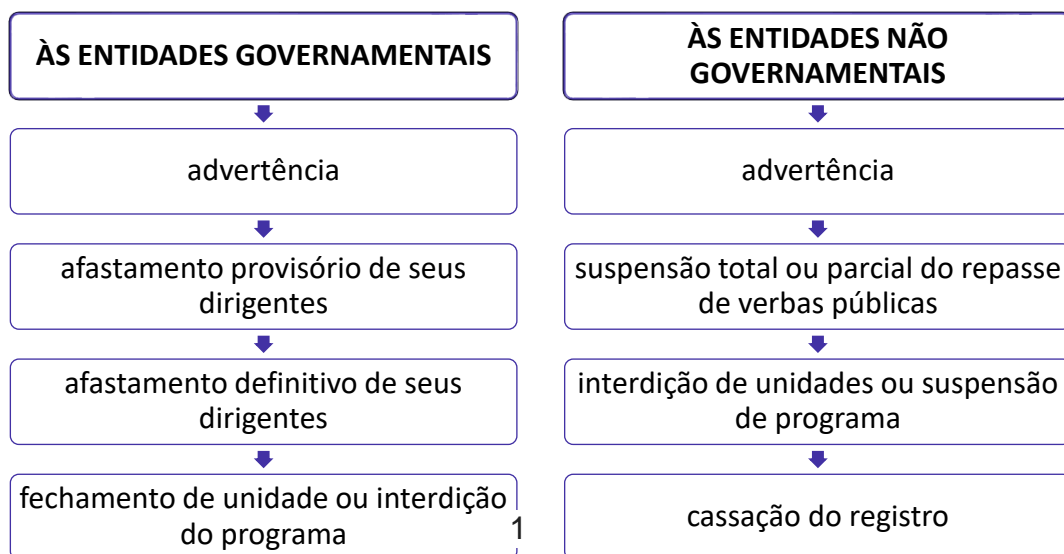 ÀS ENTIDADES GOVERNAMENTAIS
advertência
afastamento provisório de seus
dirigentes
afastamento definitivo de seus
dirigentes
fechamento de unidade ou interdição
do programa
1
ÀS ENTIDADES NÃO
GOVERNAMENTAIS
advertência
suspensão total ou parcial do repasse
de verbas públicas
interdição de unidades ou suspensão
de programa
cassação do registro